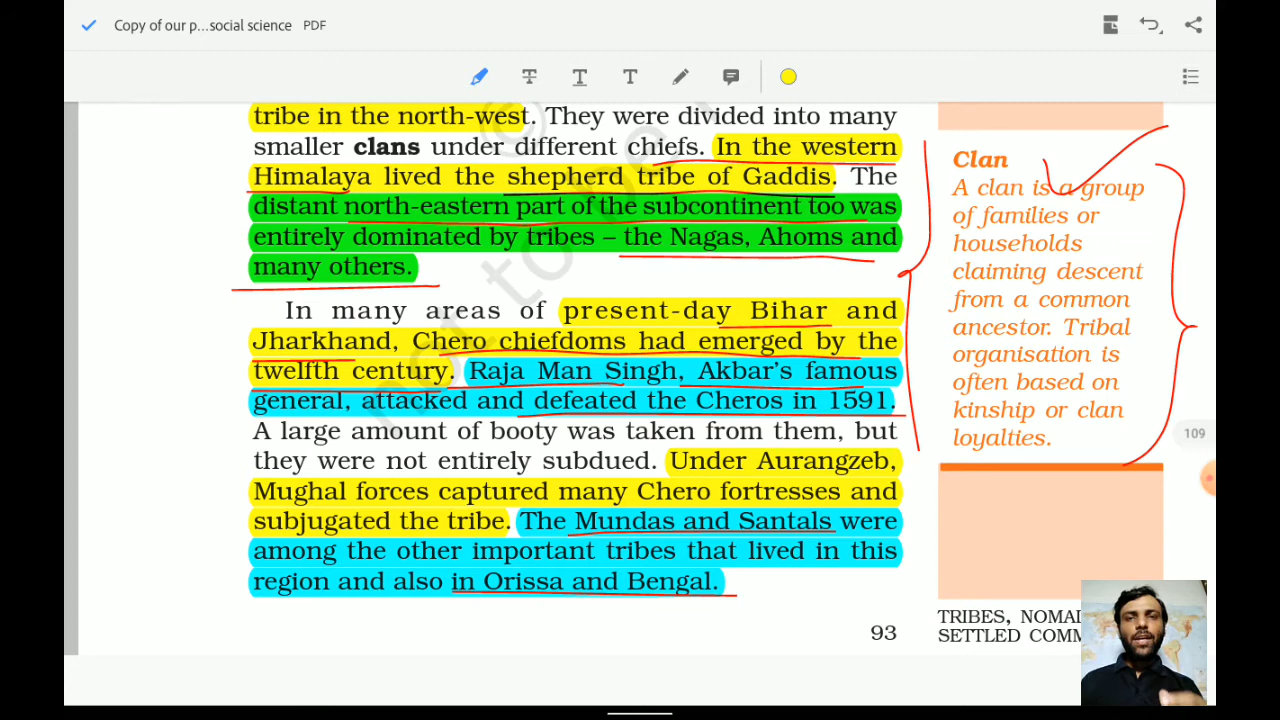 Copy of our p...social science PDF
tribe in the north-west. They were divided into many
smaller clans under different chiefs. In the western
Himalaya lived the shepherd tribe of Gaddis. The
distant north-eastern part of the subcontinent too was
entirely dominated by tribes – the Nagas, Ahoms and
many others.
In many areas of present-day Bihar and
Jharkhand, Chero chiefdoms had emerged by the
twelfth century. Raja Man Singh, Akbar's famous
general, attacked and defeated the Cheros in 1591.
A large amount of booty was taken from them, but
they were not entirely subdued. Under Aurangzeb,
Mughal forces captured many Chero fortresses and
subjugated the tribe. The Mundas and Santals were
among the other important tribes that lived in this
region and also in Orissa and Bengal.
93
Clan
A clan is a group
of families or
households
claiming descent
from a common
ancestor. Tribal
organisation is
often based on
kinship or clan
loyalties.
109
TRIBES,
SETTLED
not to be